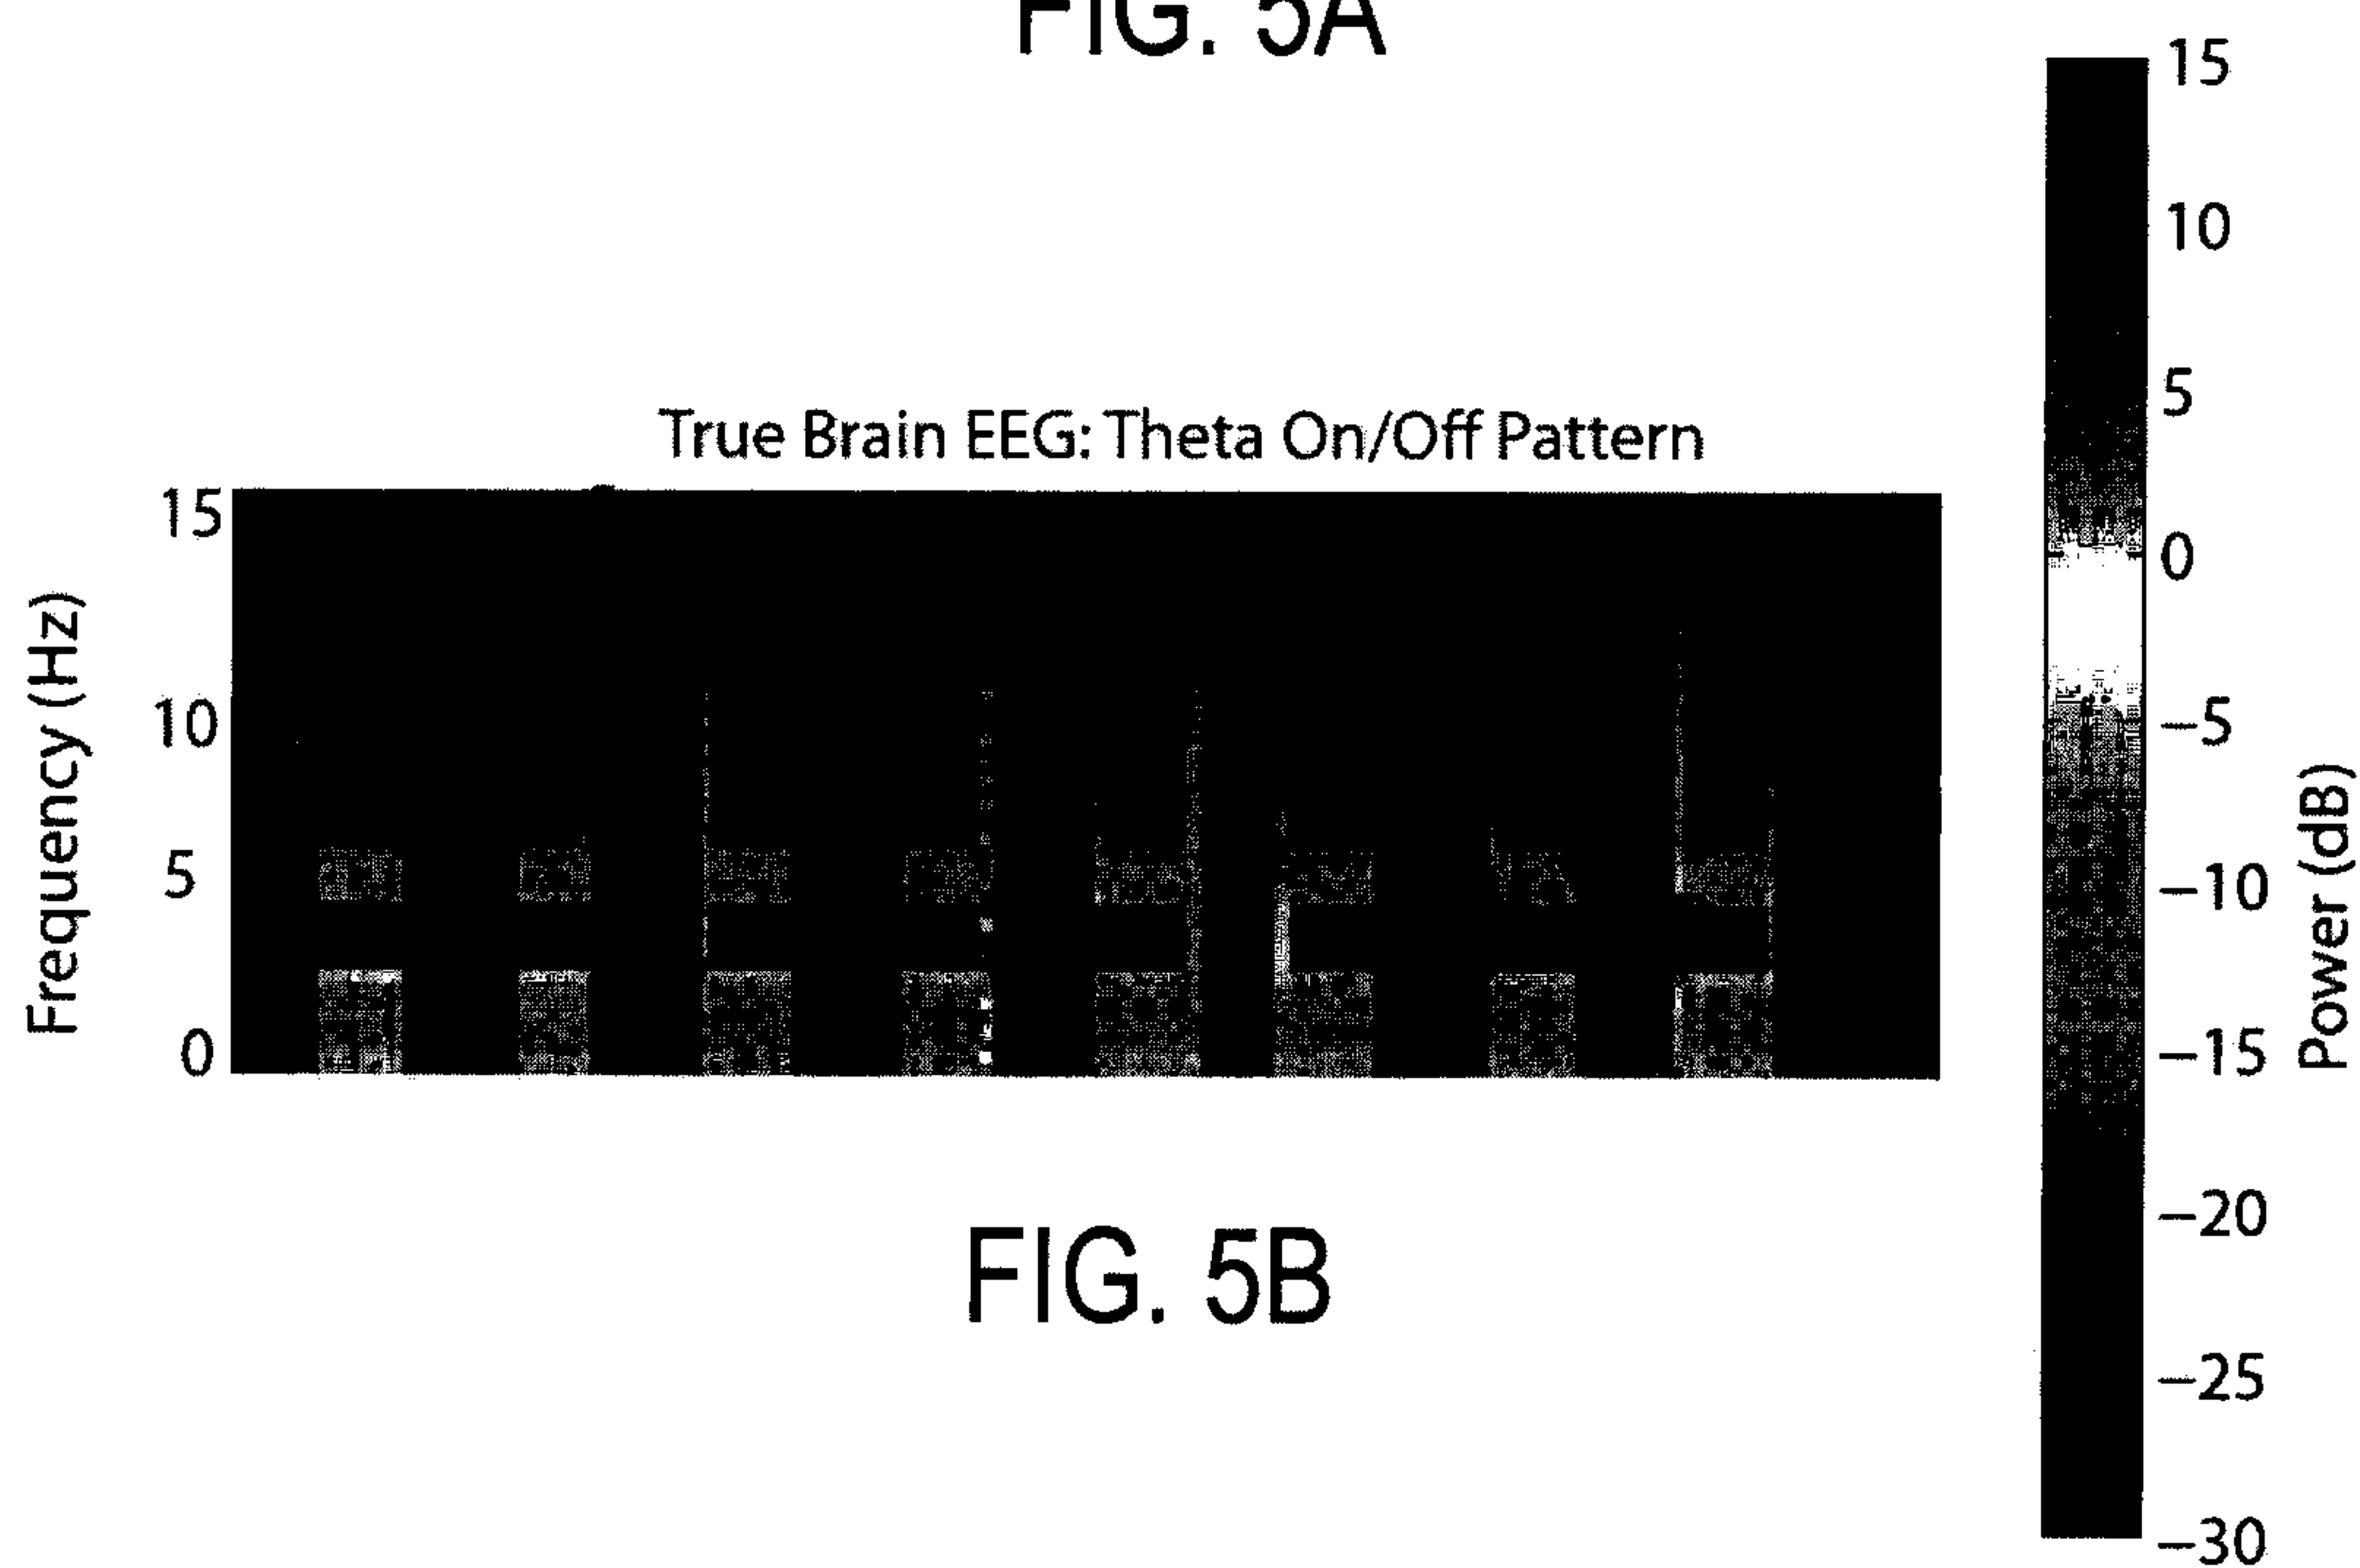 FIG. 5A
True Brain EEG: Theta On/Off Pattern
15
10
5
0
Frequency (Hz)
15
10
5
0
−5
−10
−15
−20
−25
−30
Power (dB)
FIG. 5B